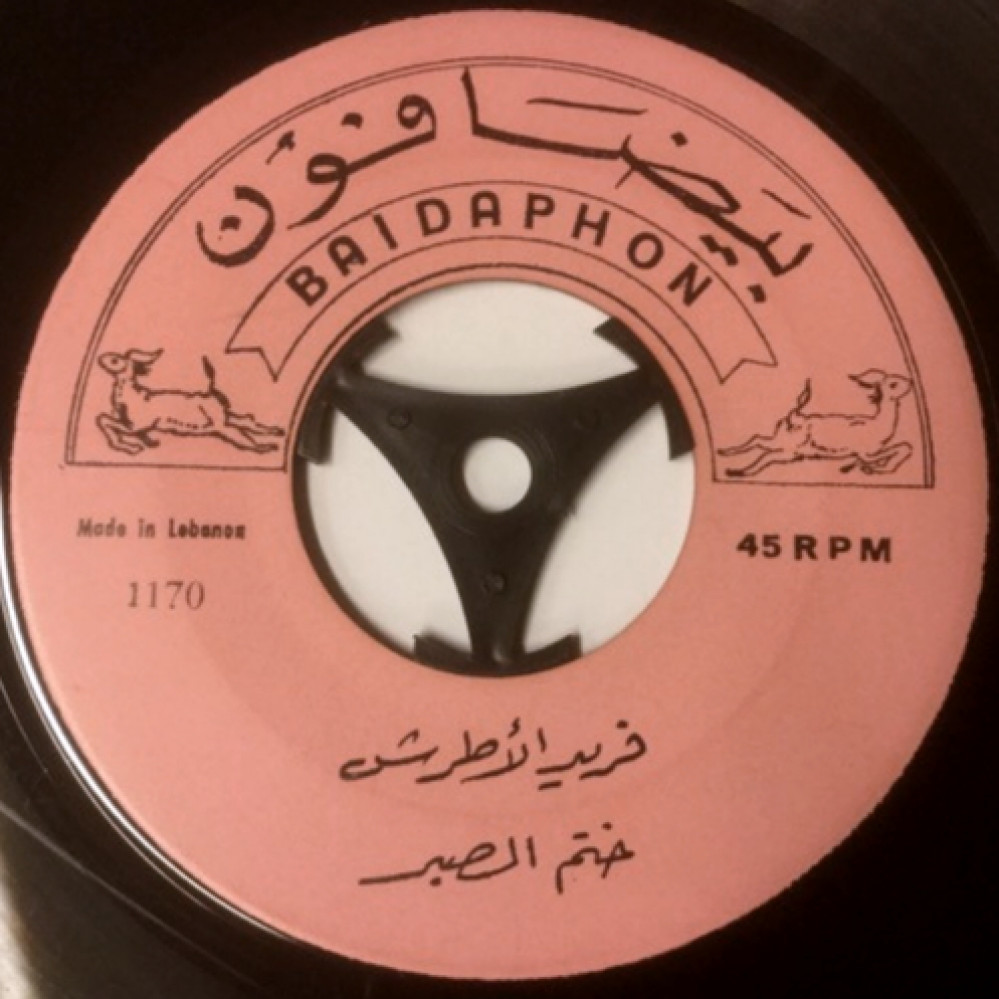 بيضافون
BAIDAPHON
Made in Lebanon
45 RPM
1170
فريد الأطرش
ختم الصبر